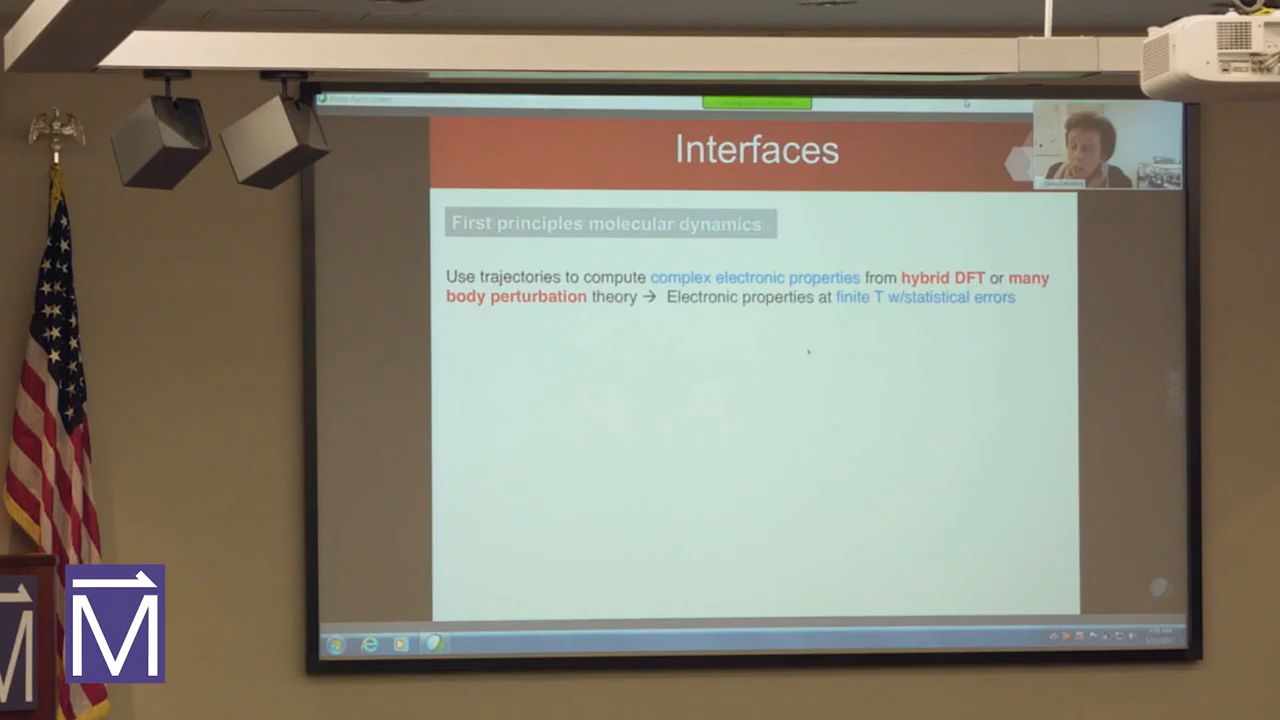 Interfaces
First principles molecular dynamics
Use trajectories to compute complex electronic properties from hybrid DFT or many
body perturbation theory → Electronic properties at finite T w/statistical errors
M
M